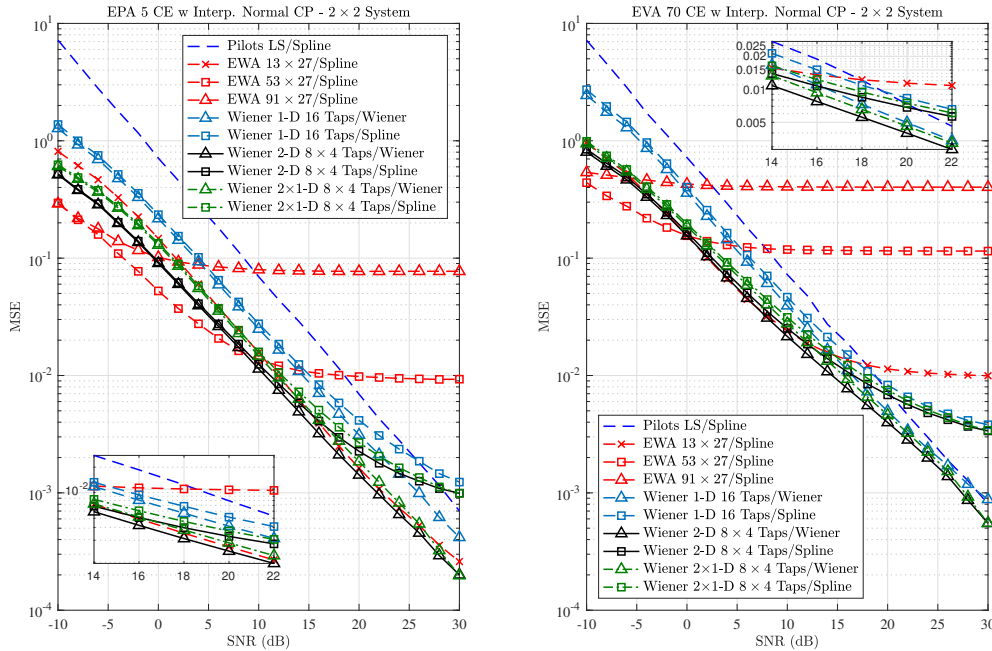 EPA 5 CE w Interp. Normal CP - 2 × 2 System
10^1
10^0
10^-1
10^-2
10^-3
10^-4
MSE
Pilots LS/Spline
EWA 13 × 27/Spline
EWA 53 × 27/Spline
EWA 91 × 27/Spline
Wiener 1-D 16 Taps/Wiener
Wiener 1-D 16 Taps/Spline
Wiener 2-D 8 × 4 Taps/Wiener
Wiener 2-D 8 × 4 Taps/Spline
Wiener 2×1-D 8 × 4 Taps/Wiener
Wiener 2×1-D 8 × 4 Taps/Spline
10^-2
14 16 18 20 22
-10 -5 0 5 10 15 20 25 30
SNR (dB)
EVA 70 CE w Interp. Normal CP - 2 × 2 System
10^1
10^0
10^-1
10^-2
10^-3
10^-4
MSE
0.025
0.015
0.01
0.005
14 16 18 20 22
Pilots LS/Spline
EWA 13 × 27/Spline
EWA 53 × 27/Spline
EWA 91 × 27/Spline
Wiener 1-D 16 Taps/Wiener
Wiener 1-D 16 Taps/Spline
Wiener 2-D 8 × 4 Taps/Wiener
Wiener 2-D 8 × 4 Taps/Spline
Wiener 2×1-D 8 × 4 Taps/Wiener
Wiener 2×1-D 8 × 4 Taps/Spline
-10 -5 0 5 10 15 20 25 30
SNR (dB)